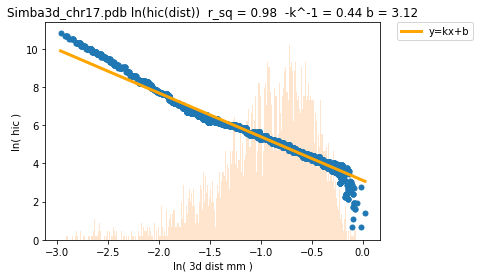 Simba3d_chr17.pdb ln(hic(dist))  r_sq = 0.98  -k^-1 = 0.44 b = 3.12
y=kx+b
ln( hic )
10
8
6
4
2
0
−3.0 −2.5 −2.0 −1.5 −1.0 −0.5 0.0
ln( 3d dist mm )